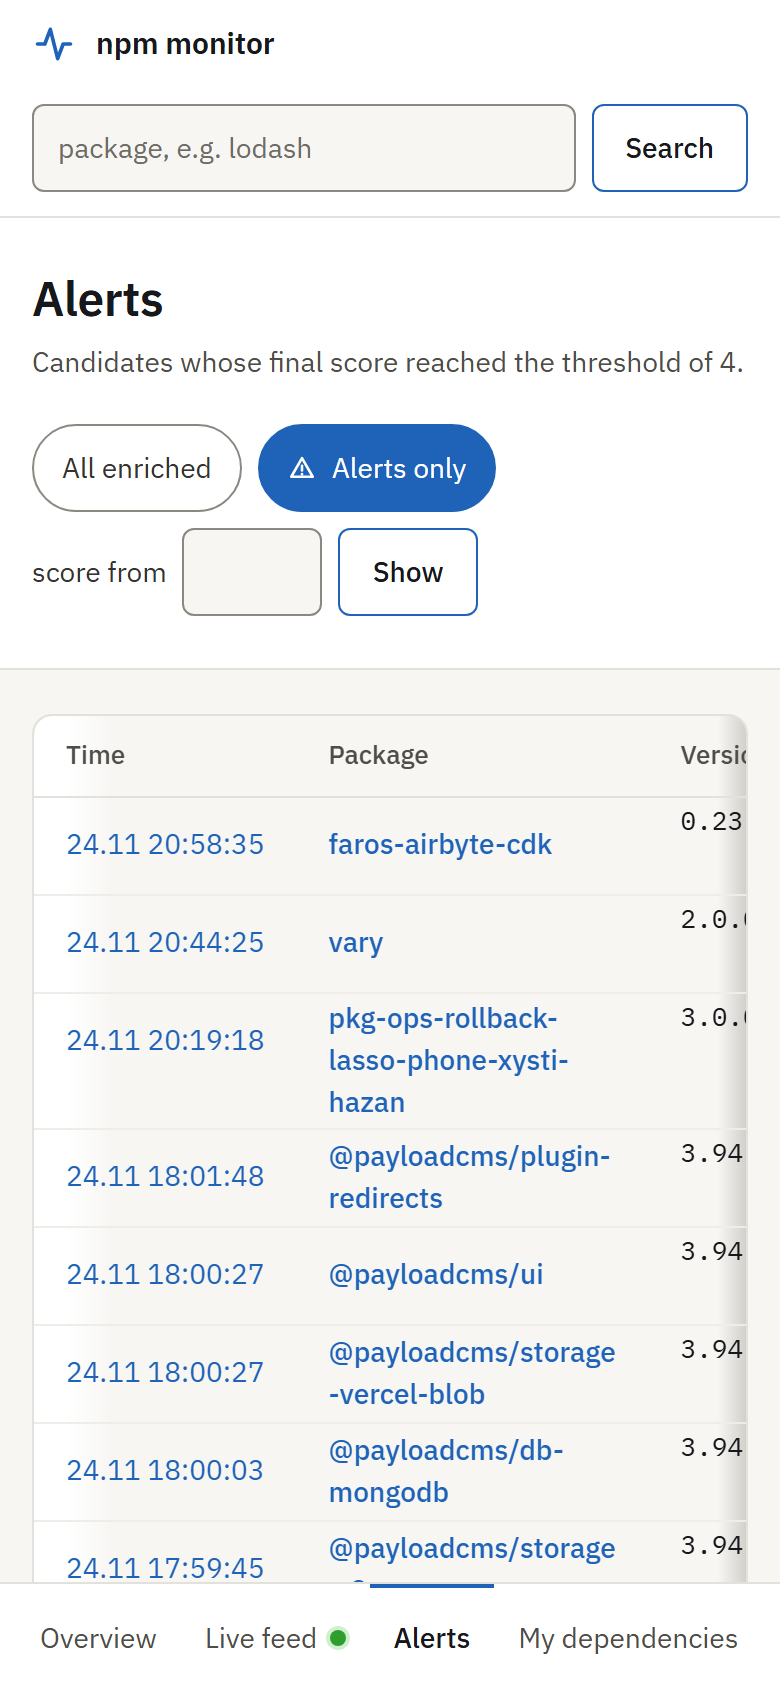 npm monitor
package, e.g. lodash
Search
Alerts
Candidates whose final score reached the threshold of 4.
All enriched
Alerts only
score from
Show
Time Package
24.11 20:58:35 faros-airbyte-cdk 0.23
24.11 20:44:25 vary 2.0.
24.11 20:19:18 pkg-ops-rollback-
lasso-phone-xysti-
hazan
3.0.
24.11 18:01:48 @payloadcms/plugin-
redirects
3.94
24.11 18:00:27 @payloadcms/ui 3.94
24.11 18:00:27 @payloadcms/storage
-vercel-blob
3.94
24.11 18:00:03 @payloadcms/db-
mongodb
3.94
24.11 17:59:45 @payloadcms/storage 3.94
Overview Live feed Alerts My dependencies